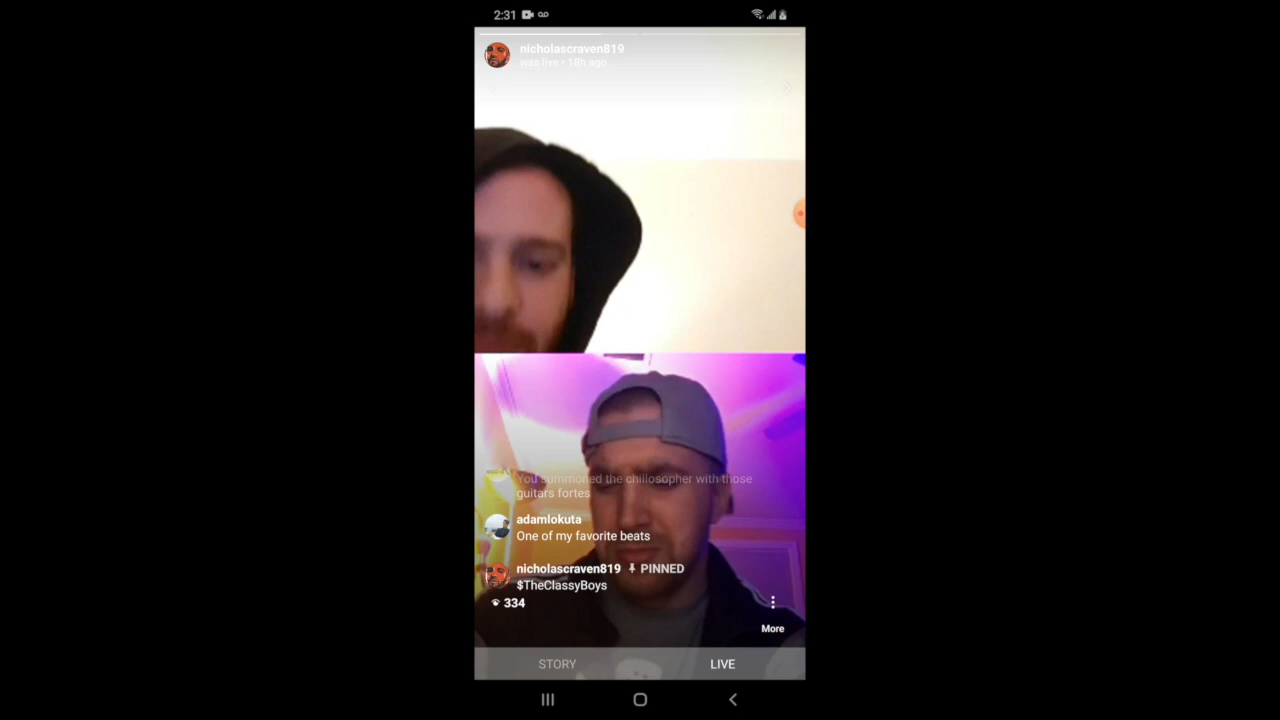 2:31
nicholascraven819
was live • 18h ago
You summoned the chillosopher with those
guitars fortes
adamlokuta
One of my favorite beats
nicholascraven819 PINNED
$TheClassyBoys
334
More
STORY LIVE